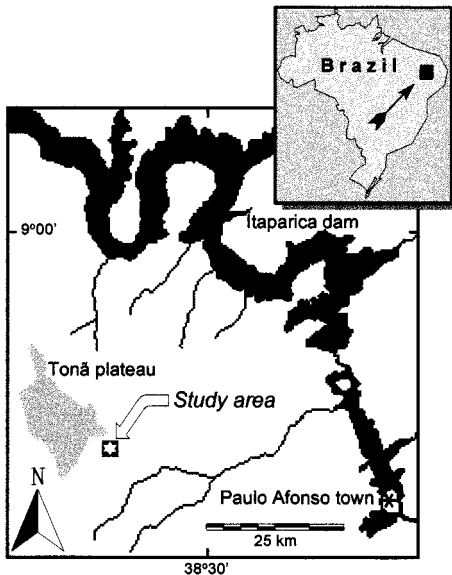 Brazil
Itaparica dam
9°00'
Tonã plateau
Study area
N
Paulo Afonso town
25 km
38°30'